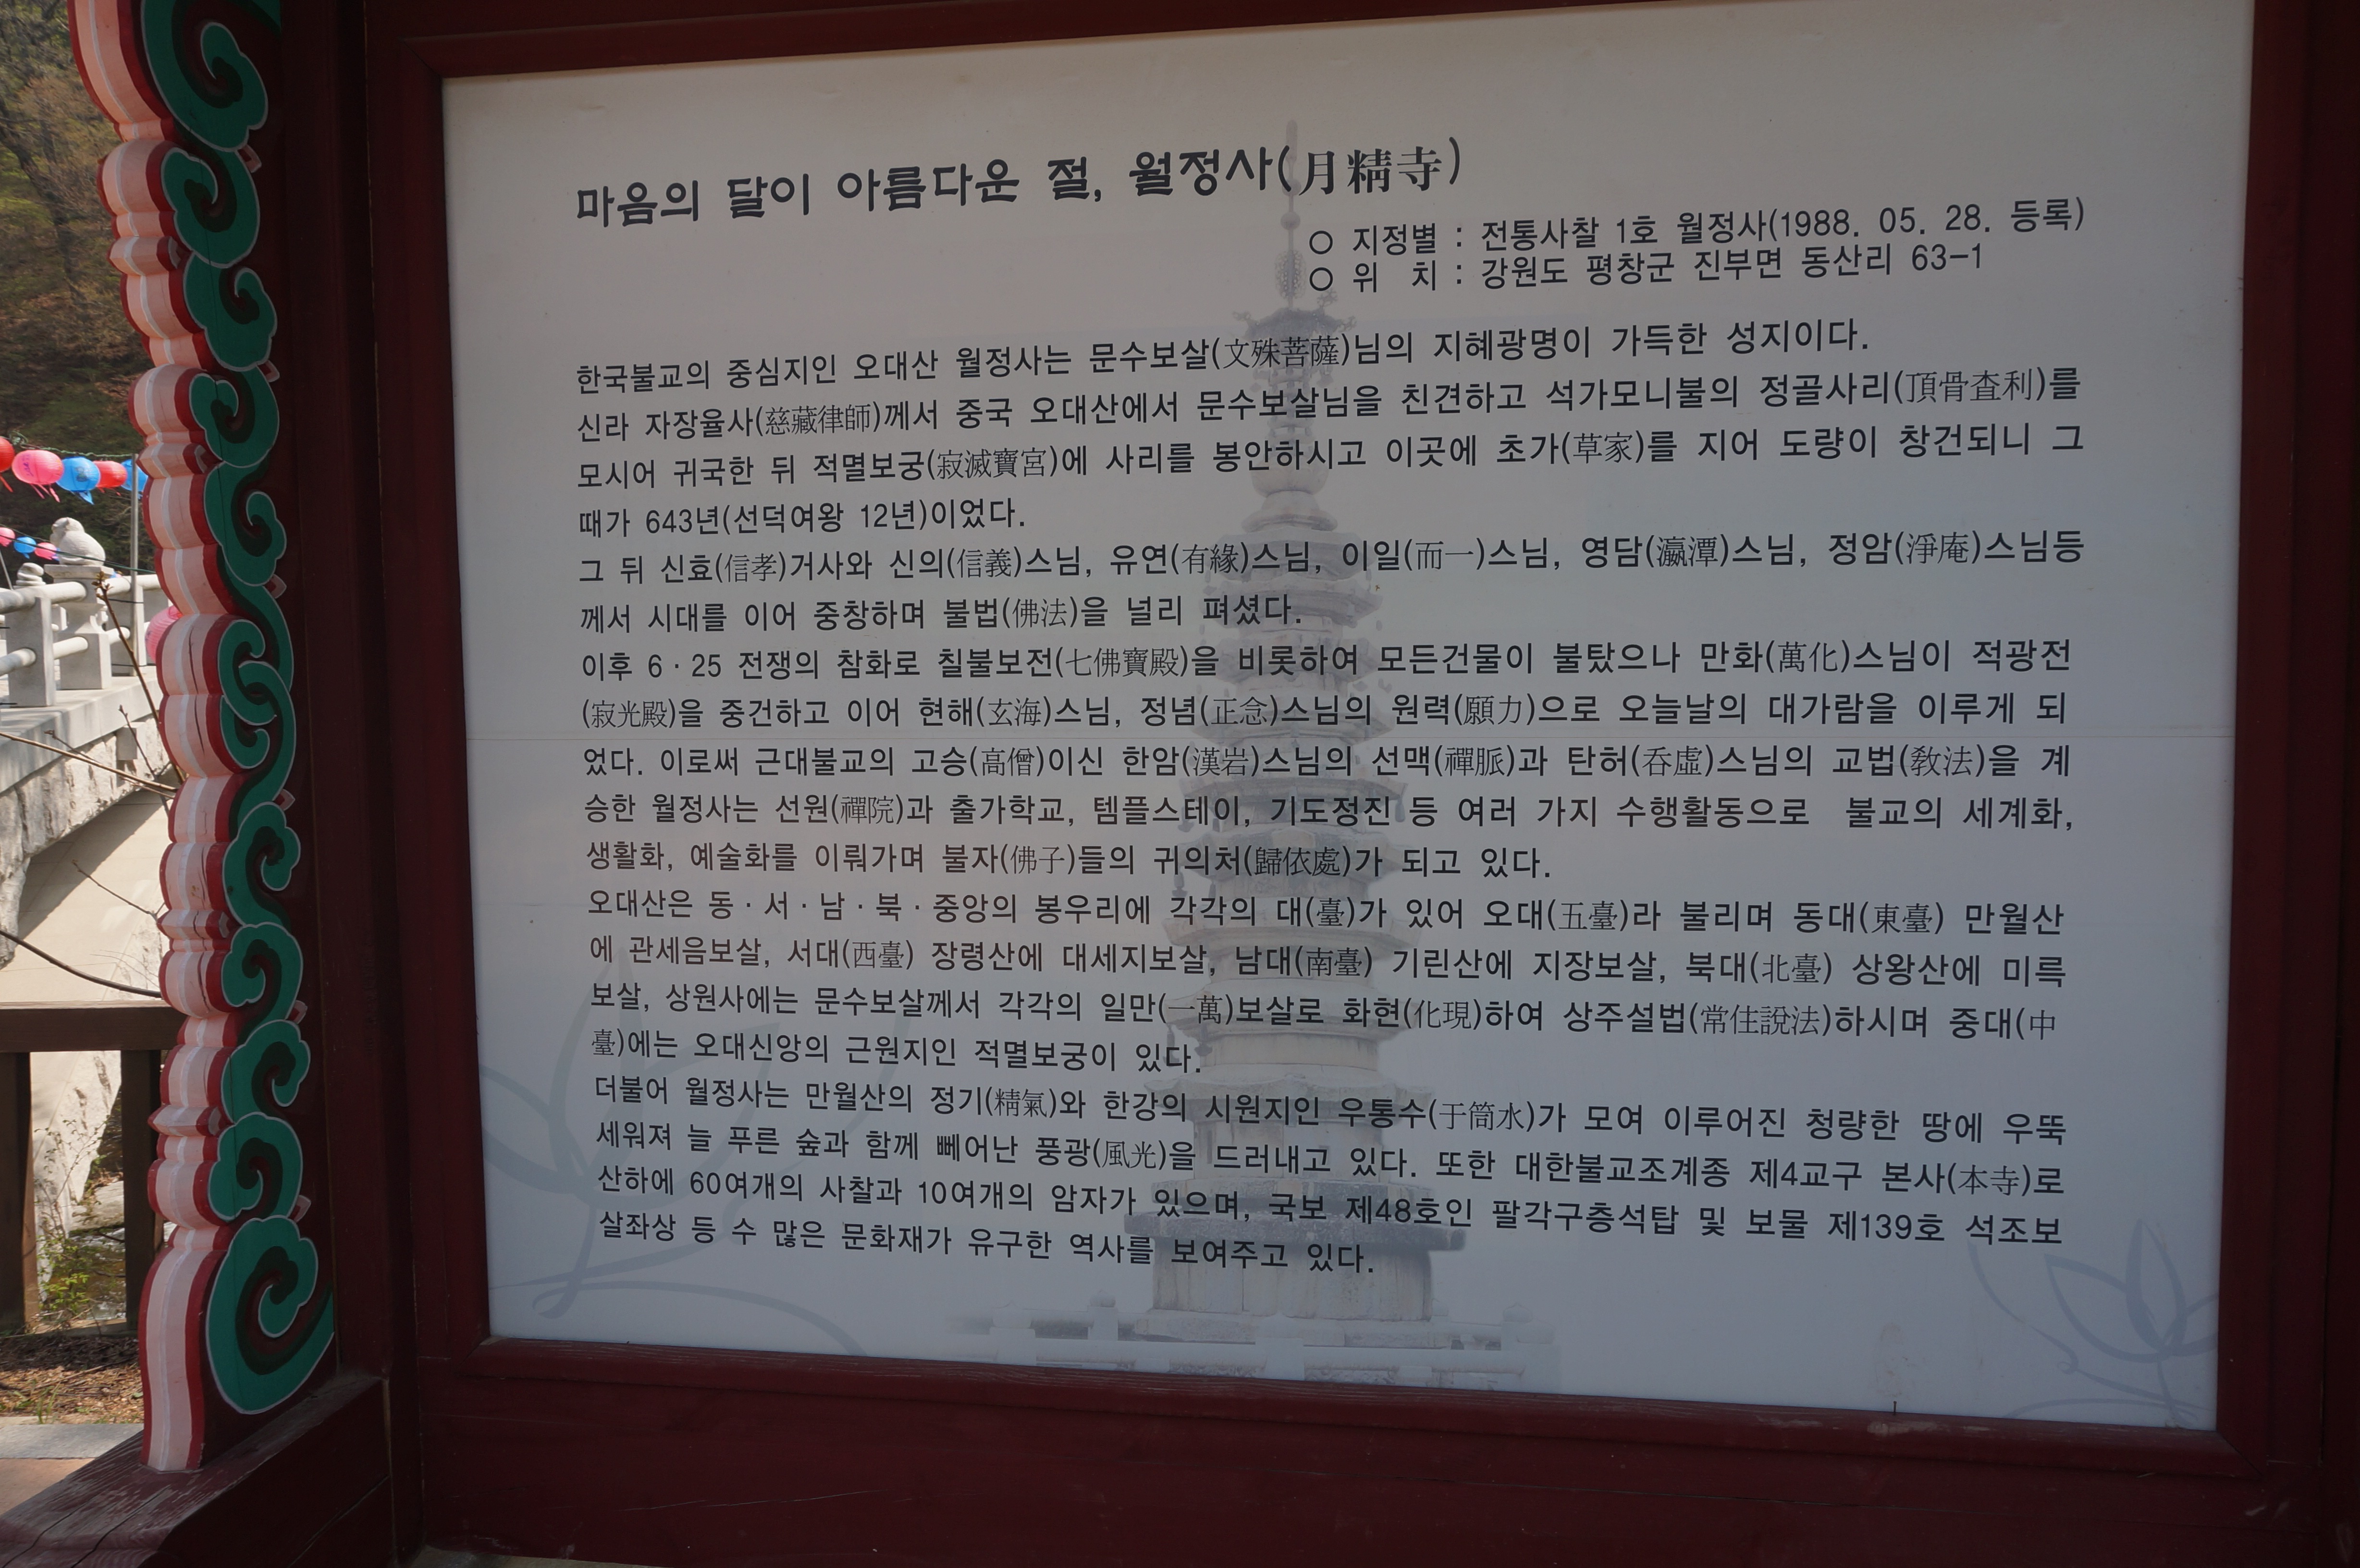 마음의 달이 아름다운 절, 월정사(月精寺)
○ 지정별 : 전통사찰 1호 월정사(1988. 05. 28. 등록)
○ 위 치 : 강원도 평창군 진부면 동산리 63-1
한국불교의 중심지인 오대산 월정사는 문수보살(文殊菩薩)님의 지혜광명이 가득한 성지이다.
신라 자장율사(慈藏律師)께서 중국 오대산에서 문수보살님을 친견하고 석가모니불의 정골사리(頂骨査利)를
모시어 귀국한 뒤 적멸보궁(寂滅寶宮)에 사리를 봉안하시고 이곳에 초가(草家)를 지어 도량이 창건되니 그
때가 643년(선덕여왕 12년)이었다.
그 뒤 신효(信孝)거사와 신의(信義)스님, 유연(有緣)스님, 이일(而一)스님, 영담(瀛潭)스님, 정암(淨庵)스님등
께서 시대를 이어 중창하며 불법(佛法)을 널리 펴셨다.
이후 6·25 전쟁의 참화로 칠불보전(七佛寶殿)을 비롯하여 모든건물이 불탔으나 만화(萬化)스님이 적광전
(寂光殿)을 중건하고 이어 현해(玄海)스님, 정념(正念)스님의 원력(願力)으로 오늘날의 대가람을 이루게 되
었다. 이로써 근대불교의 고승(高僧)이신 한암(漢岩)스님의 선맥(禪脈)과 탄허(呑虛)스님의 교법(敎法)을 계
승한 월정사는 선원(禪院)과 출가학교, 템플스테이, 기도정진 등 여러 가지 수행활동으로 불교의 세계화,
생활화, 예술화를 이뤄가며 불자(佛子)들의 귀의처(歸依處)가 되고 있다.
오대산은 동·서·남·북·중앙의 봉우리에 각각의 대(臺)가 있어 오대(五臺)라 불리며 동대(東臺) 만월산
에 관세음보살, 서대(西臺) 장령산에 대세지보살, 남대(南臺) 기린산에 지장보살, 북대(北臺) 상왕산에 미륵
보살, 상원사에는 문수보살께서 각각의 일만(一萬)보살로 화현(化現)하여 상주설법(常住說法)하시며 중대(中
臺)에는 오대신앙의 근원지인 적멸보궁이 있다.
더불어 월정사는 만월산의 정기(精氣)와 한강의 시원지인 우통수(于筒水)가 모여 이루어진 청량한 땅에 우뚝
세워져 늘 푸른 숲과 함께 빼어난 풍광(風光)을 드러내고 있다. 또한 대한불교조계종 제4교구 본사(本寺)로
산하에 60여개의 사찰과 10여개의 암자가 있으며, 국보 제48호인 팔각구층석탑 및 보물 제139호 석조보
살좌상 등 수 많은 문화재가 유구한 역사를 보여주고 있다.